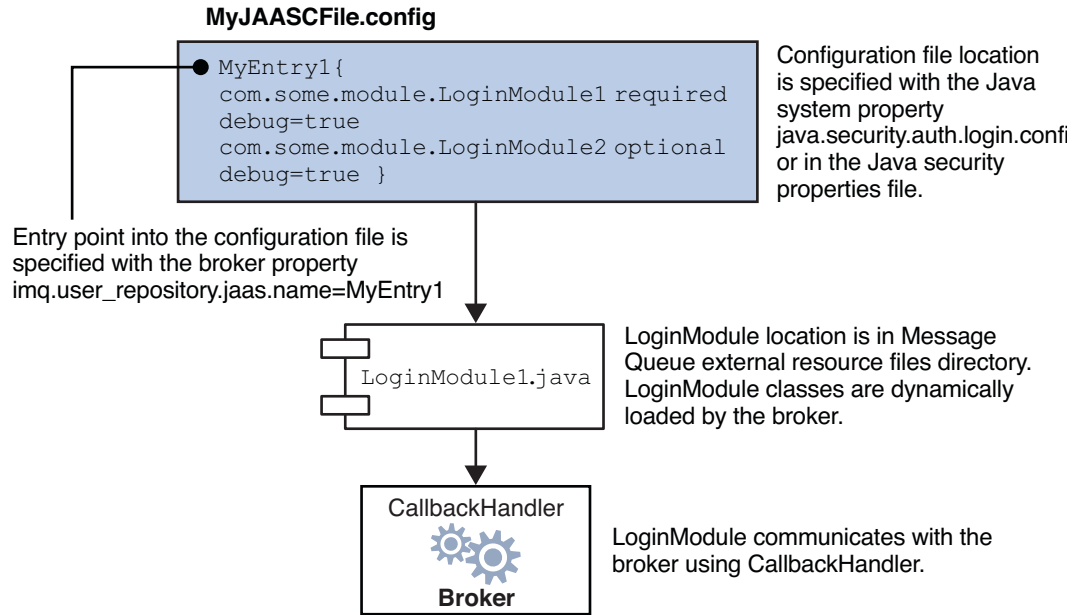 MyJAASCFile.config
MyEntry1{
com.some.module.LoginModule1 required
debug=true
com.some.module.LoginModule2 optional
debug=true }
Configuration file location
is specified with the Java
system property
java.security.auth.login.confi
or in the Java security
properties file.
Entry point into the configuration file is
specified with the broker property
imq.user_repository.jaas.name=MyEntry1
LoginModule1.java
LoginModule location is in Message
Queue external resource files directory.
LoginModule classes are dynamically
loaded by the broker.
CallbackHandler
Broker
LoginModule communicates with the
broker using CallbackHandler.